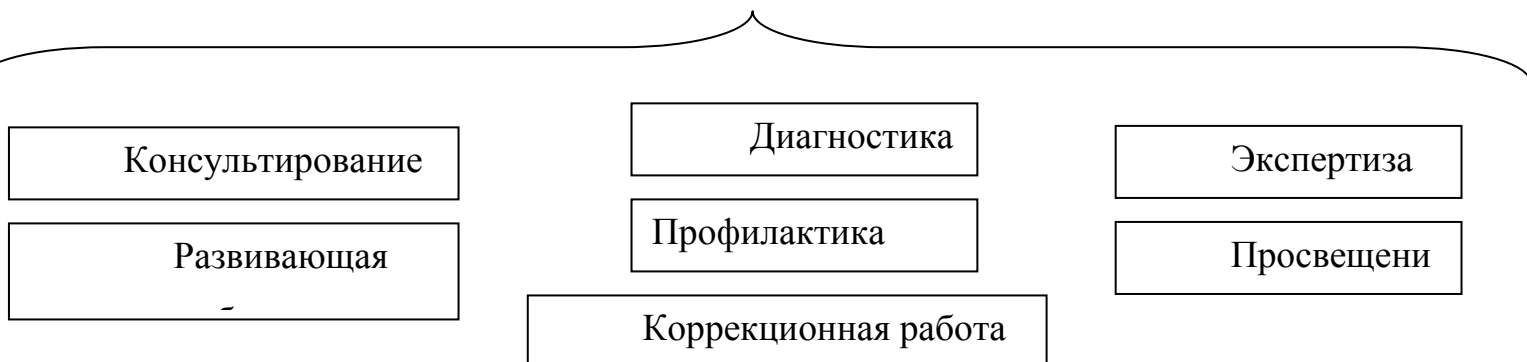 Диагностика
Консультирование
Экспертиза
Профилактика
Развивающая
Просвещени
Коррекционная работа